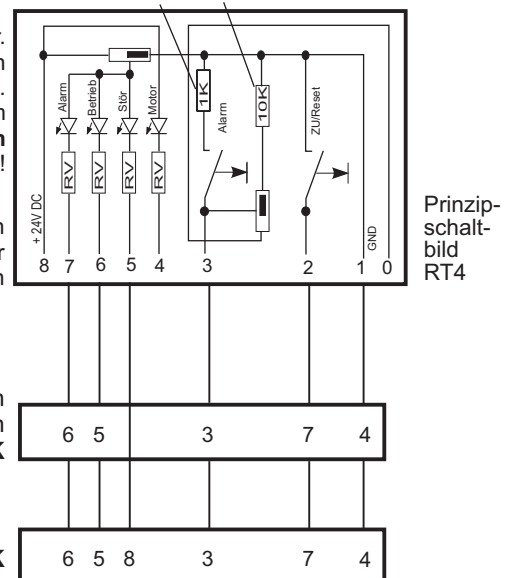 r.
n
.
n
n
!
n
r
n
n
n
K
K
Alarm
Betrieb
Stör
Motor
1K
Alarm
10K
ZU/Reset
RV RV RV RV
+ 24V DC
GND
8 7 6 5 4 3 2 1 0
Prinzip-
schalt-
bild
RT4
6 5 3 7 4
6 5 8 3 7 4